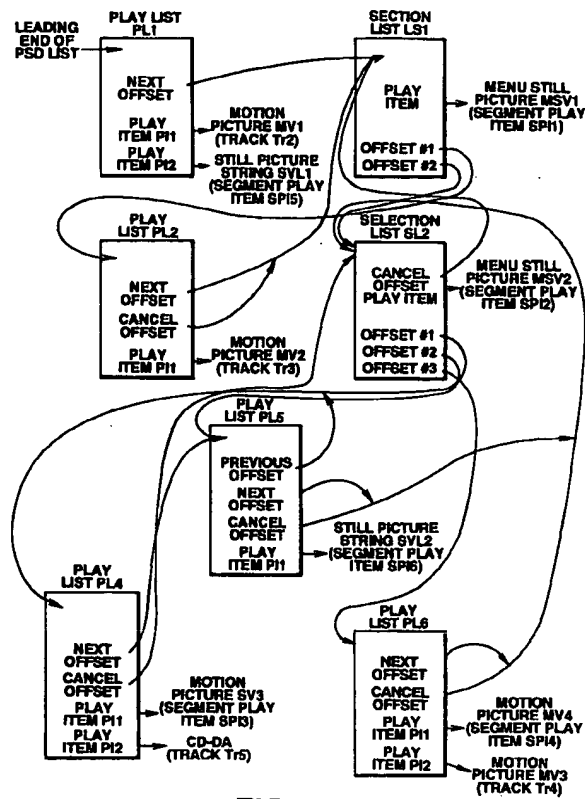 LEADING
END OF
PSD LIST
PLAY LIST
PL1
NEXT
OFFSET
PLAY
ITEM PI1
PLAY
ITEM PI2
MOTION
PICTURE MV1
(TRACK Tr2)
STILL PICTURE
STRING SVL1
(SEGMENT PLAY
ITEM SPI5)
SECTION
LIST LS1
PLAY
ITEM
OFFSET #1
OFFSET #2
MENU STILL
PICTURE MSV1
(SEGMENT PLAY
ITEM SPI1)
PLAY
LIST PL2
NEXT
OFFSET
CANCEL
OFFSET
PLAY
ITEM PI1
MOTION
PICTURE MV2
(TRACK Tr3)
SELECTION
LIST SL2
CANCEL
OFFSET
PLAY ITEM
OFFSET #1
OFFSET #2
OFFSET #3
MENU STILL
PICTURE MSV2
(SEGMENT PLAY
ITEM SPI2)
PLAY
LIST PL5
PREVIOUS
OFFSET
NEXT
OFFSET
CANCEL
OFFSET
PLAY
ITEM PI1
STILL PICTURE
STRING SVL2
(SEGMENT PLAY
ITEM SPI6)
PLAY
LIST PL4
NEXT
OFFSET
CANCEL
OFFSET
PLAY
ITEM PI1
PLAY
ITEM PI2
MOTION
PICTURE SV3
(SEGMENT PLAY
ITEM SPI3)
CD-DA
(TRACK Tr5)
PLAY
LIST PL6
NEXT
OFFSET
CANCEL
OFFSET
PLAY
ITEM PI1
PLAY
ITEM PI2
MOTION
PICTURE MV4
(SEGMENT PLAY
ITEM SPI4)
MOTION
PICTURE MV3
(TRACK Tr4)